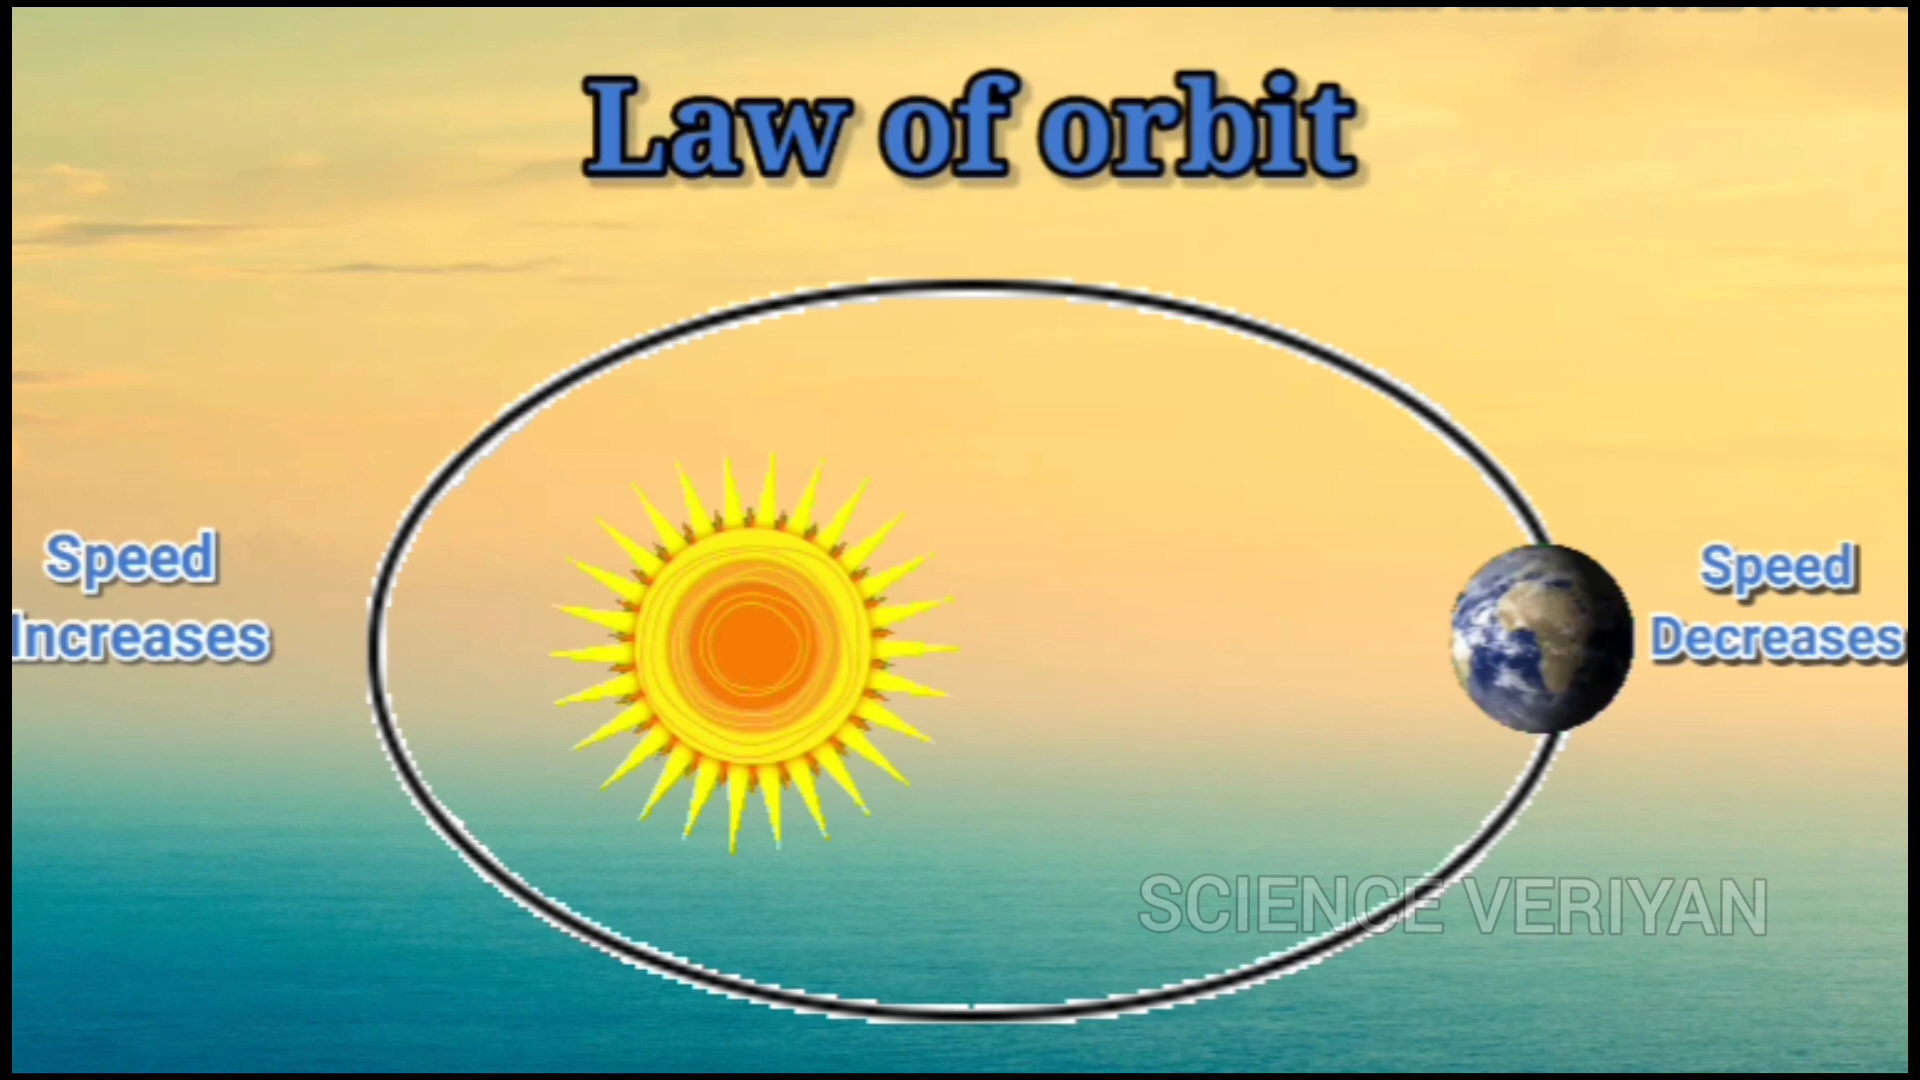 Law of orbit
Speed
Increases
Speed
Decreases
SCIENCE VERIYAN